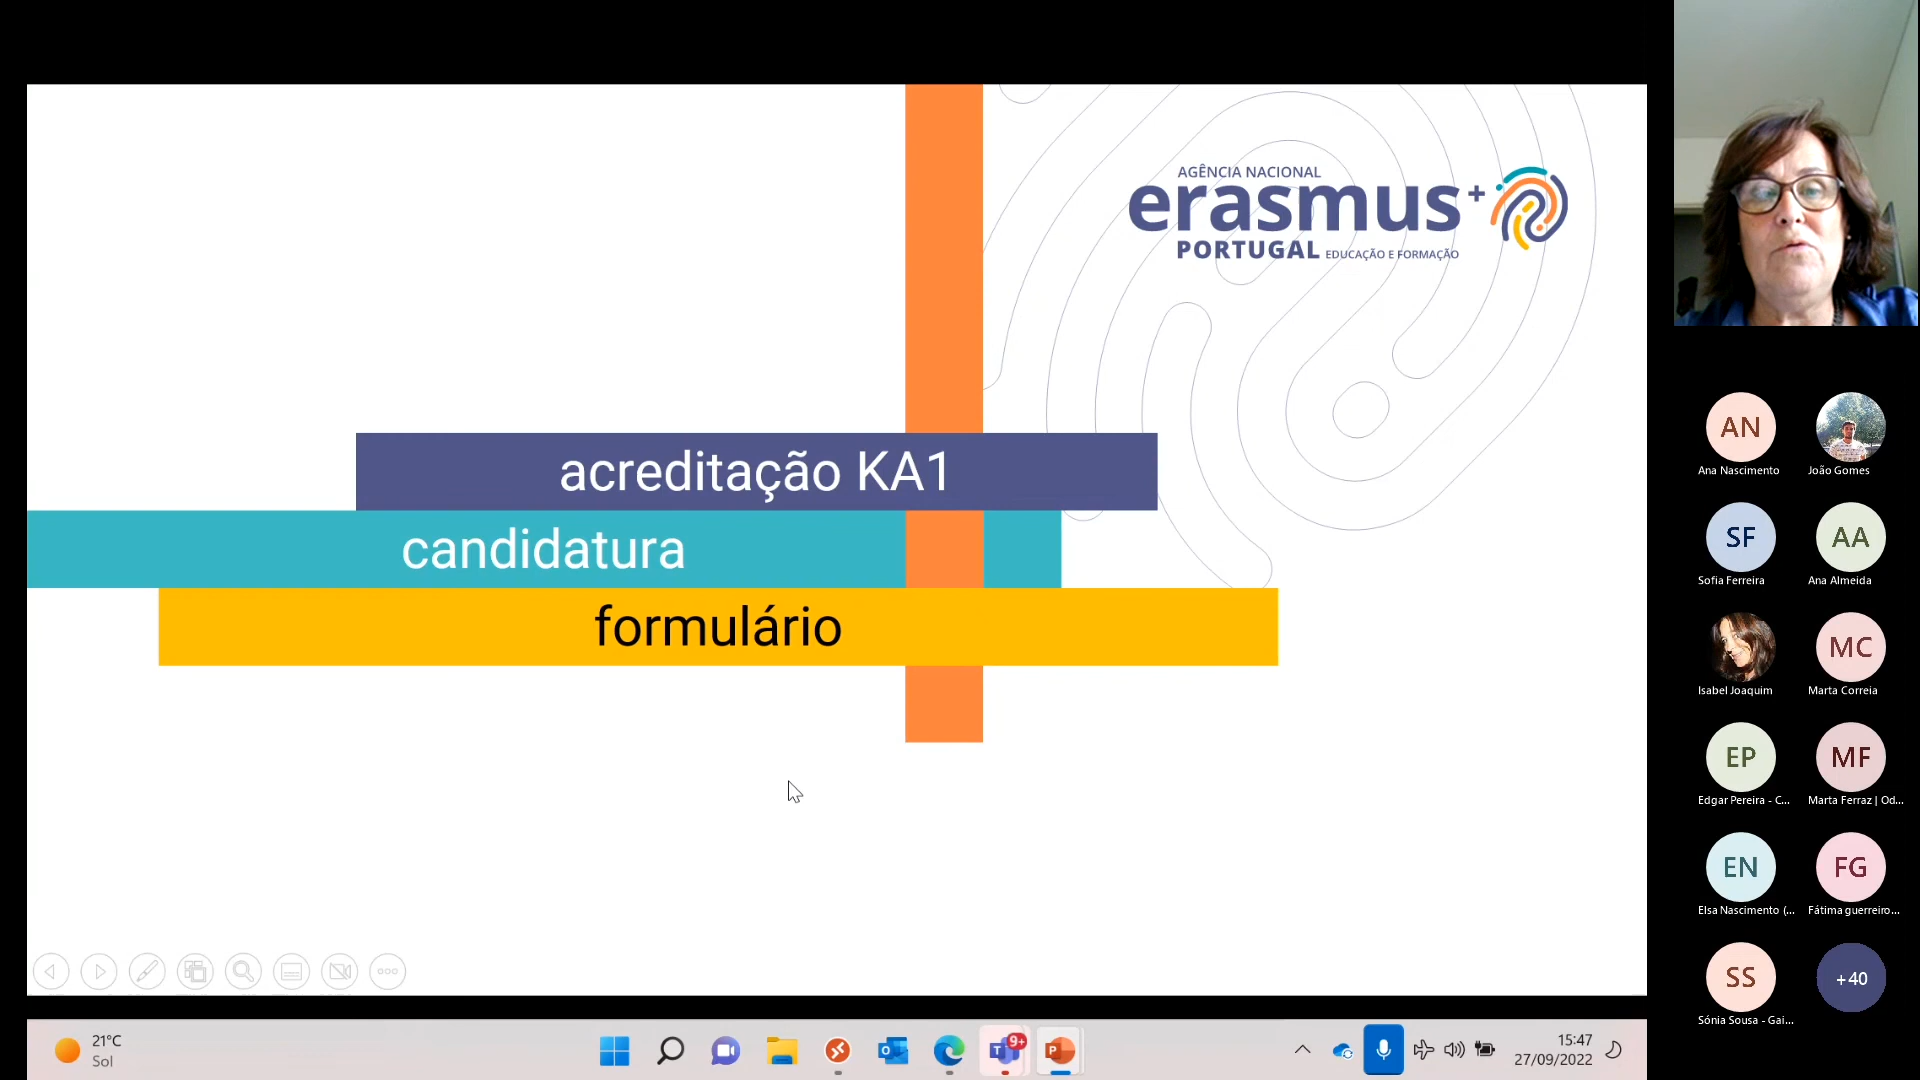 AGÊNCIA NACIONAL
erasmus+
PORTUGAL EDUCAÇÃO E FORMAÇÃO
acreditação KA1
candidatura
formulário
AN
Ana Nascimento
João Gomes
SF
Sofia Ferreira
AA
Ana Almeida
Isabel Joaquim
MC
Marta Correia
EP
Edgar Pereira - C...
MF
Marta Ferraz | Od...
EN
Elsa Nascimento (...
FG
Fátima guerreiro...
SS
Sónia Sousa - Gai...
+40
21°C
Sol
9+
15:47
27/09/2022